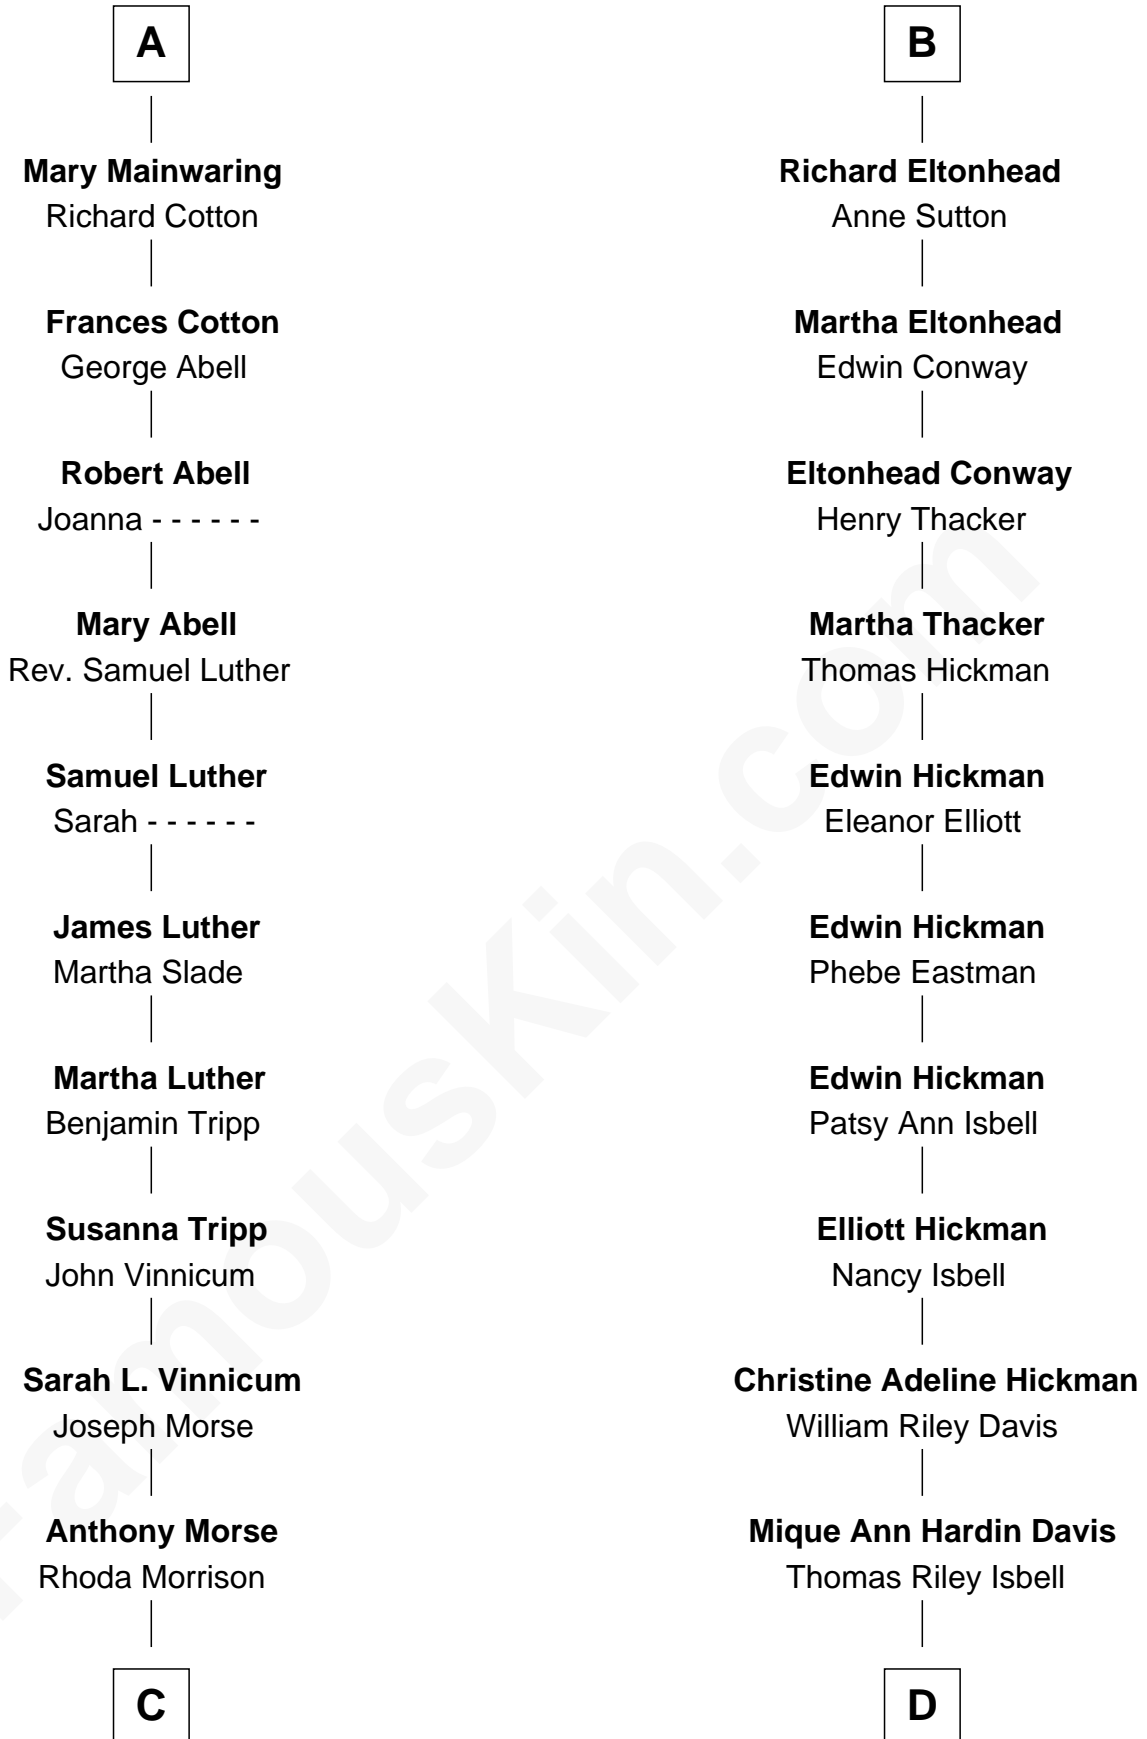 A
Mary Mainwaring
Richard Cotton
Frances Cotton
George Abell
Robert Abell
Joanna - - - - - -
Mary Abell
Rev. Samuel Luther
Samuel Luther
Sarah - - - - - -
James Luther
Martha Slade
Martha Luther
Benjamin Tripp
Susanna Tripp
John Vinnicum
Sarah L. Vinnicum
Joseph Morse
Anthony Morse
Rhoda Morrison
C
B
Richard Eltonhead
Anne Sutton
Martha Eltonhead
Edwin Conway
Eltonhead Conway
Henry Thacker
Martha Thacker
Thomas Hickman
Edwin Hickman
Eleanor Elliott
Edwin Hickman
Phebe Eastman
Edwin Hickman
Patsy Ann Isbell
Elliott Hickman
Nancy Isbell
Christine Adeline Hickman
William Riley Davis
Mique Ann Hardin Davis
Thomas Riley Isbell
D
FamousKin.com